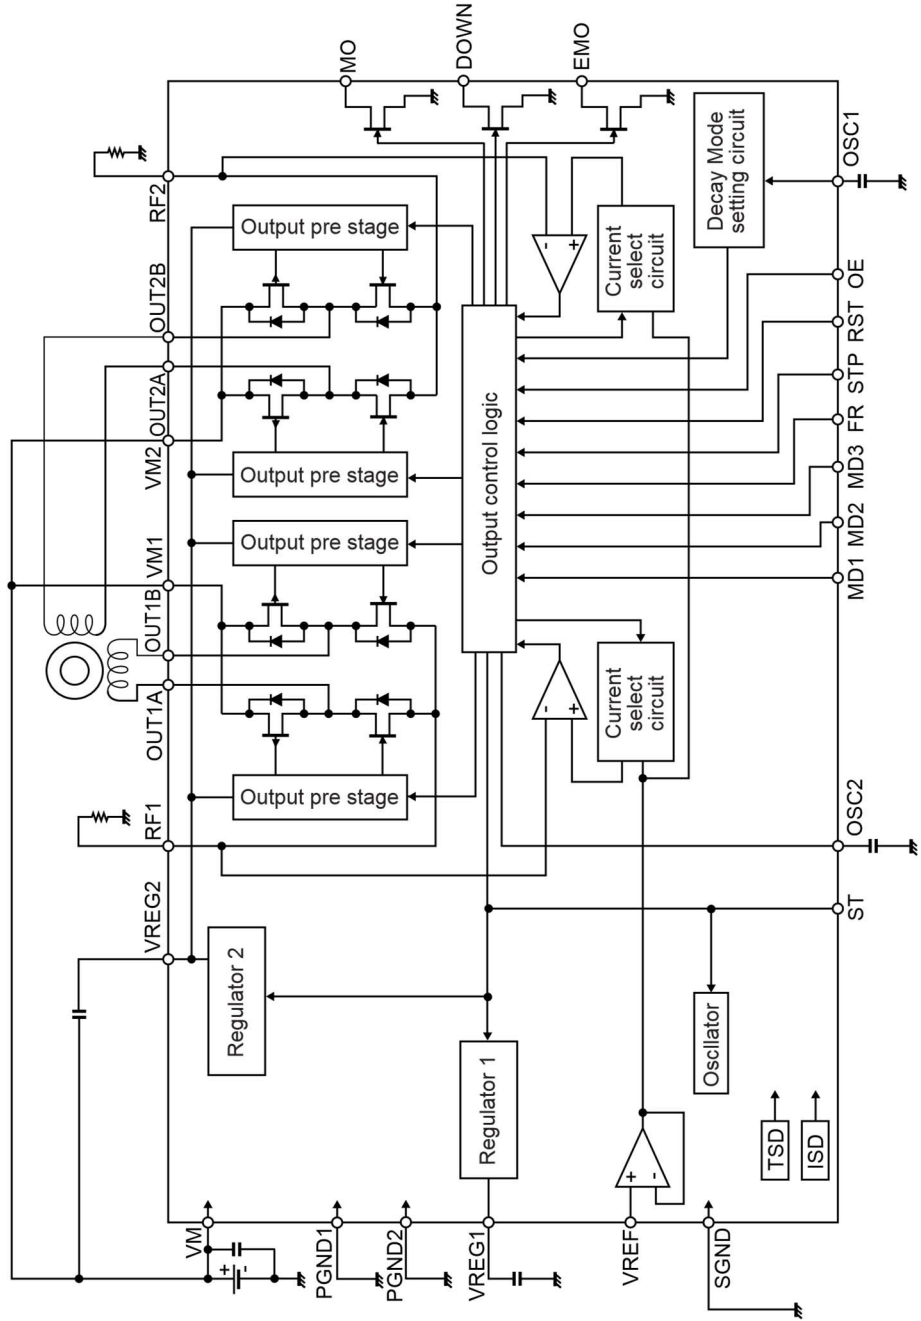 MO
DOWN
EMO
RF2
OUT2B
OUT2A
VM2
VM1
OUT1B
OUT1A
RF1
VREG2
Output pre stage
Output pre stage
Output pre stage
Output pre stage
Output control logic
-
+
Current
select
circuit
Decay Mode
setting circuit
OSC1
OE
RST
STP
FR
MD3
MD2
MD1
-
+
Current
select
circuit
OSC2
ST
Regulator 2
Regulator 1
Oscllator
TSD
ISD
+
-
VM
+
-
PGND1
PGND2
VREG1
VREF
SGND